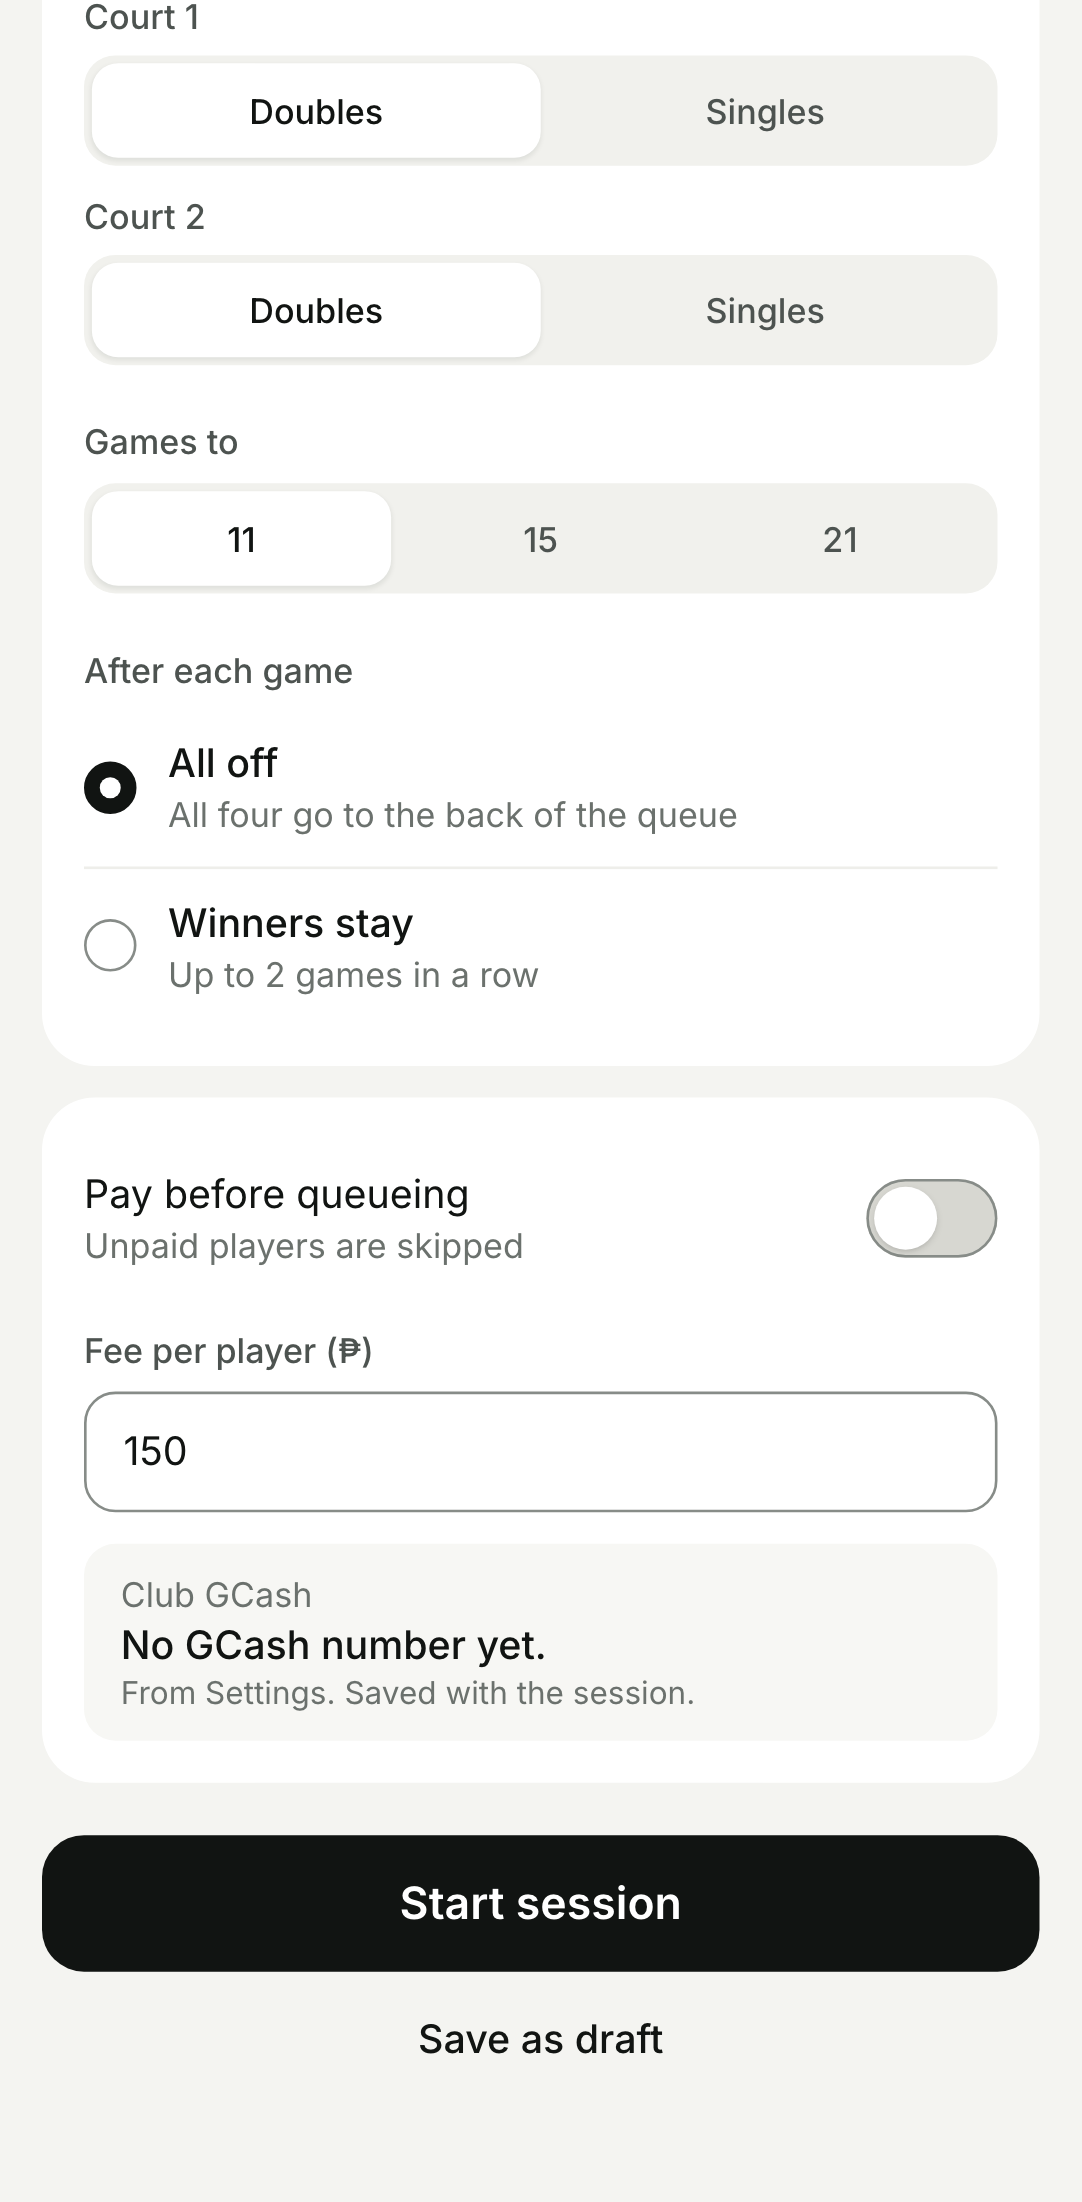 Court 1
Doubles
Singles
Court 2
Doubles
Singles
Games to
11
15
21
After each game
All off
All four go to the back of the queue
Winners stay
Up to 2 games in a row
Pay before queueing
Unpaid players are skipped
Fee per player (₱)
150
Club GCash
No GCash number yet.
From Settings. Saved with the session.
Start session
Save as draft